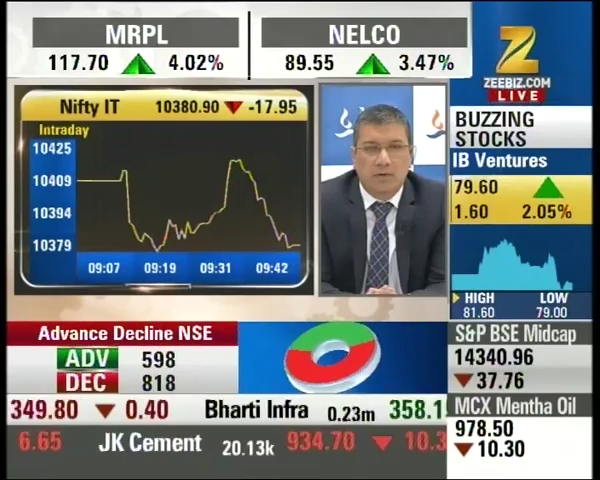 MRPL
117.70 4.02%
NELCO
89.55 3.47%
ZEEBIZ.COM
LIVE
Nifty IT 10380.90 -17.95
Intraday
10425
10409
10394
10379
09:07 09:19 09:31 09:42
BUZZING
STOCKS
IB Ventures
79.60
1.60 2.05%
HIGH LOW
81.60 79.00
Advance Decline NSE
ADV 598
DEC 818
S&P BSE Midcap
14340.96
37.76
MCX Mentha Oil
978.50
10.30
349.80 0.40 Bharti Infra 0.23m 358.1
6.65 JK Cement 20.13k 934.70 10.3